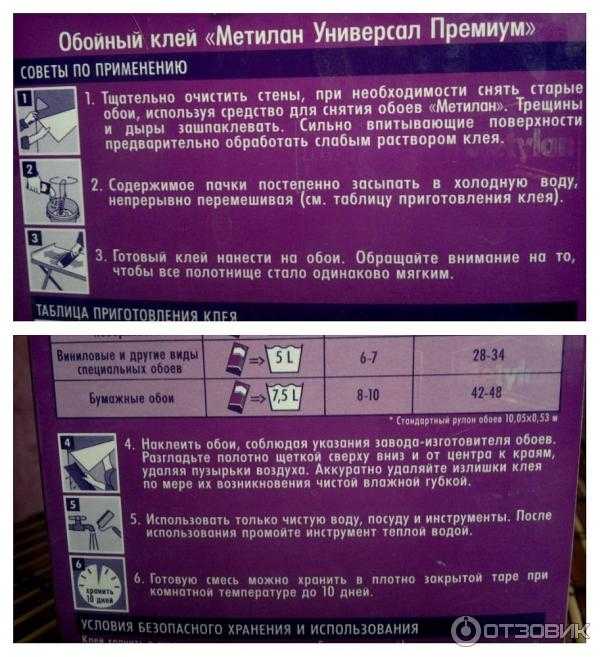 Обойный клей «Метилан Универсал Премиум»
СОВЕТЫ ПО ПРИМЕНЕНИЮ
1
1. Тщательно очистить стены, при необходимости снять старые
обои, используя средство для снятия обоев «Метилан». Трещины
и дыры зашпаклевать. Сильно впитывающие поверхности
предварительно обработать слабым раствором клея.
2
2. Содержимое пачки постепенно засыпать в холодную воду,
непрерывно перемешивая (см. таблицу приготовления клея).
3
3. Готовый клей нанести на обои. Обращайте внимание на то,
чтобы все полотнище стало одинаково мягким.
ТАБЛИЦА ПРИГОТОВЛЕНИЯ КЛЕЯ
Виниловые и другие виды
специальных обоев
5 L
6-7
28-34
Бумажные обои
7,5 L
8-10
42-48
* Стандартный рулон обоев 10,05x0,53 м
4
4. Наклеить обои, соблюдая указания завода-изготовителя обоев.
Разгладьте полотно щеткой сверху вниз и от центра к краям,
удаляя пузырьки воздуха. Аккуратно удаляйте излишки клея
по мере их возникновения чистой влажной губкой.
5
5. Использовать только чистую воду, посуду и инструменты. После
использования промойте инструмент теплой водой.
6
хранить
10 дней
6. Готовую смесь можно хранить в плотно закрытой таре при
комнатной температуре до 10 дней.
УСЛОВИЯ БЕЗОПАСНОГО ХРАНЕНИЯ И ИСПОЛЬЗОВАНИЯ
ОТЗОВИК